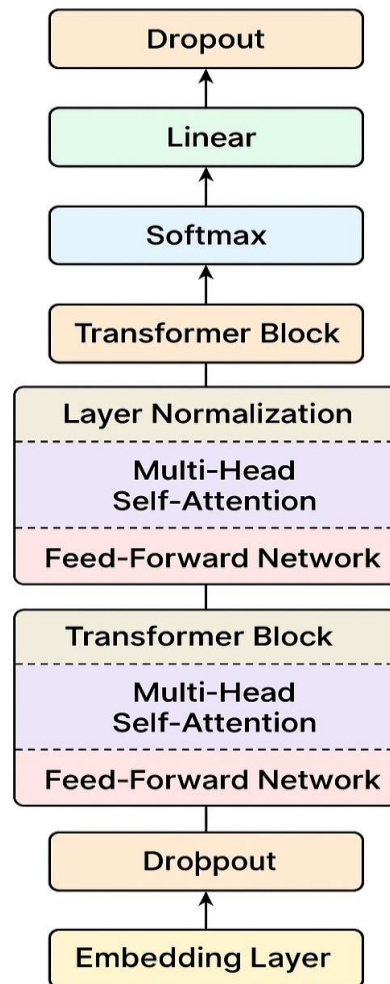 Dropout
Linear
Softmax
Transformer Block
Layer Normalization
Multi-Head
Self-Attention
Feed-Forward Network
Transformer Block
Multi-Head
Self-Attention
Feed-Forward Network
Droþpout
Embedding Layer